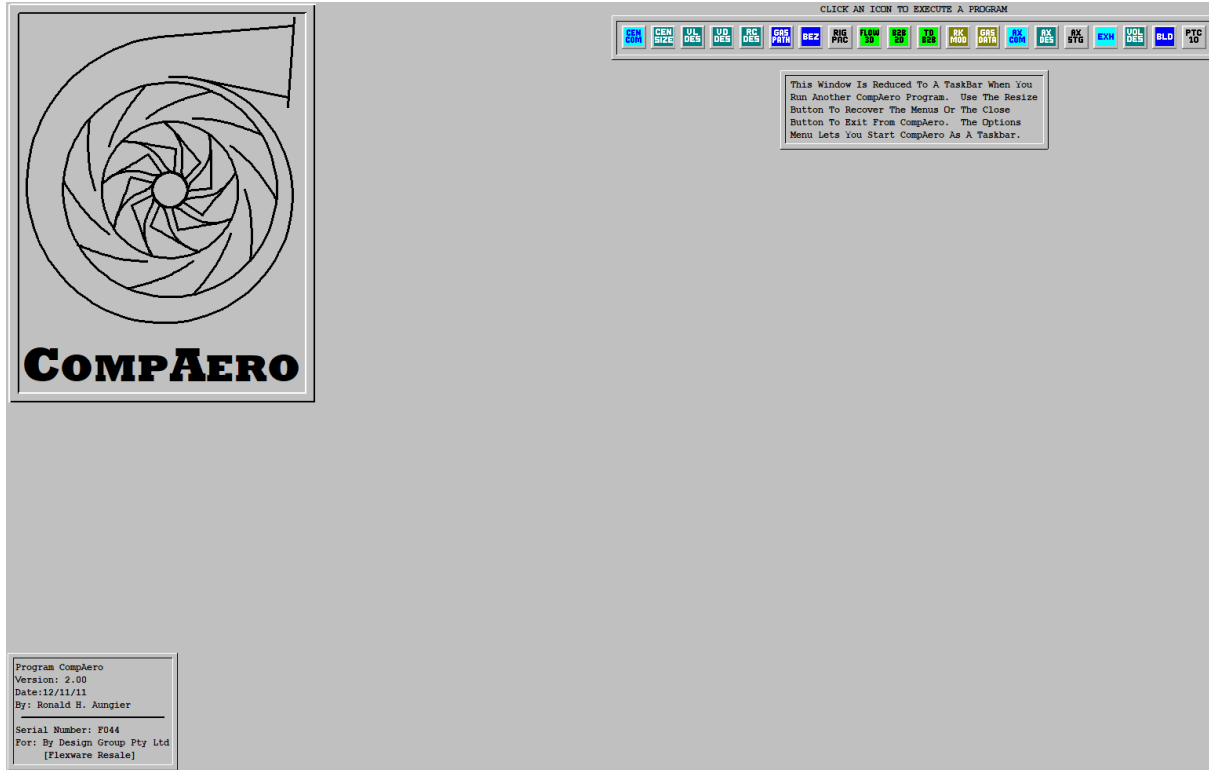 CLICK AN ICON TO EXECUTE A PROGRAM
CEN COM
CEN SIZE
VL DES
VD DES
RC DES
GAS PATH
BEZ
RIG PAC
FLOW 3D
B2B 2D
TD B2B
RK MOD
GAS DATA
AX COM
AX DES
AX STG
EXH
VOL DES
BLD
PTC 10
This Window Is Reduced To A TaskBar When You
Run Another CompAero Program. Use The Resize
Button To Recover The Menus Or The Close
Button To Exit From CompAero. The Options
Menu Lets You Start CompAero As A Taskbar.
COMPAERO
Program CompAero
Version: 2.00
Date:12/11/11
By: Ronald H. Aungier
Serial Number: F044
For: By Design Group Pty Ltd
[Flexware Resale]